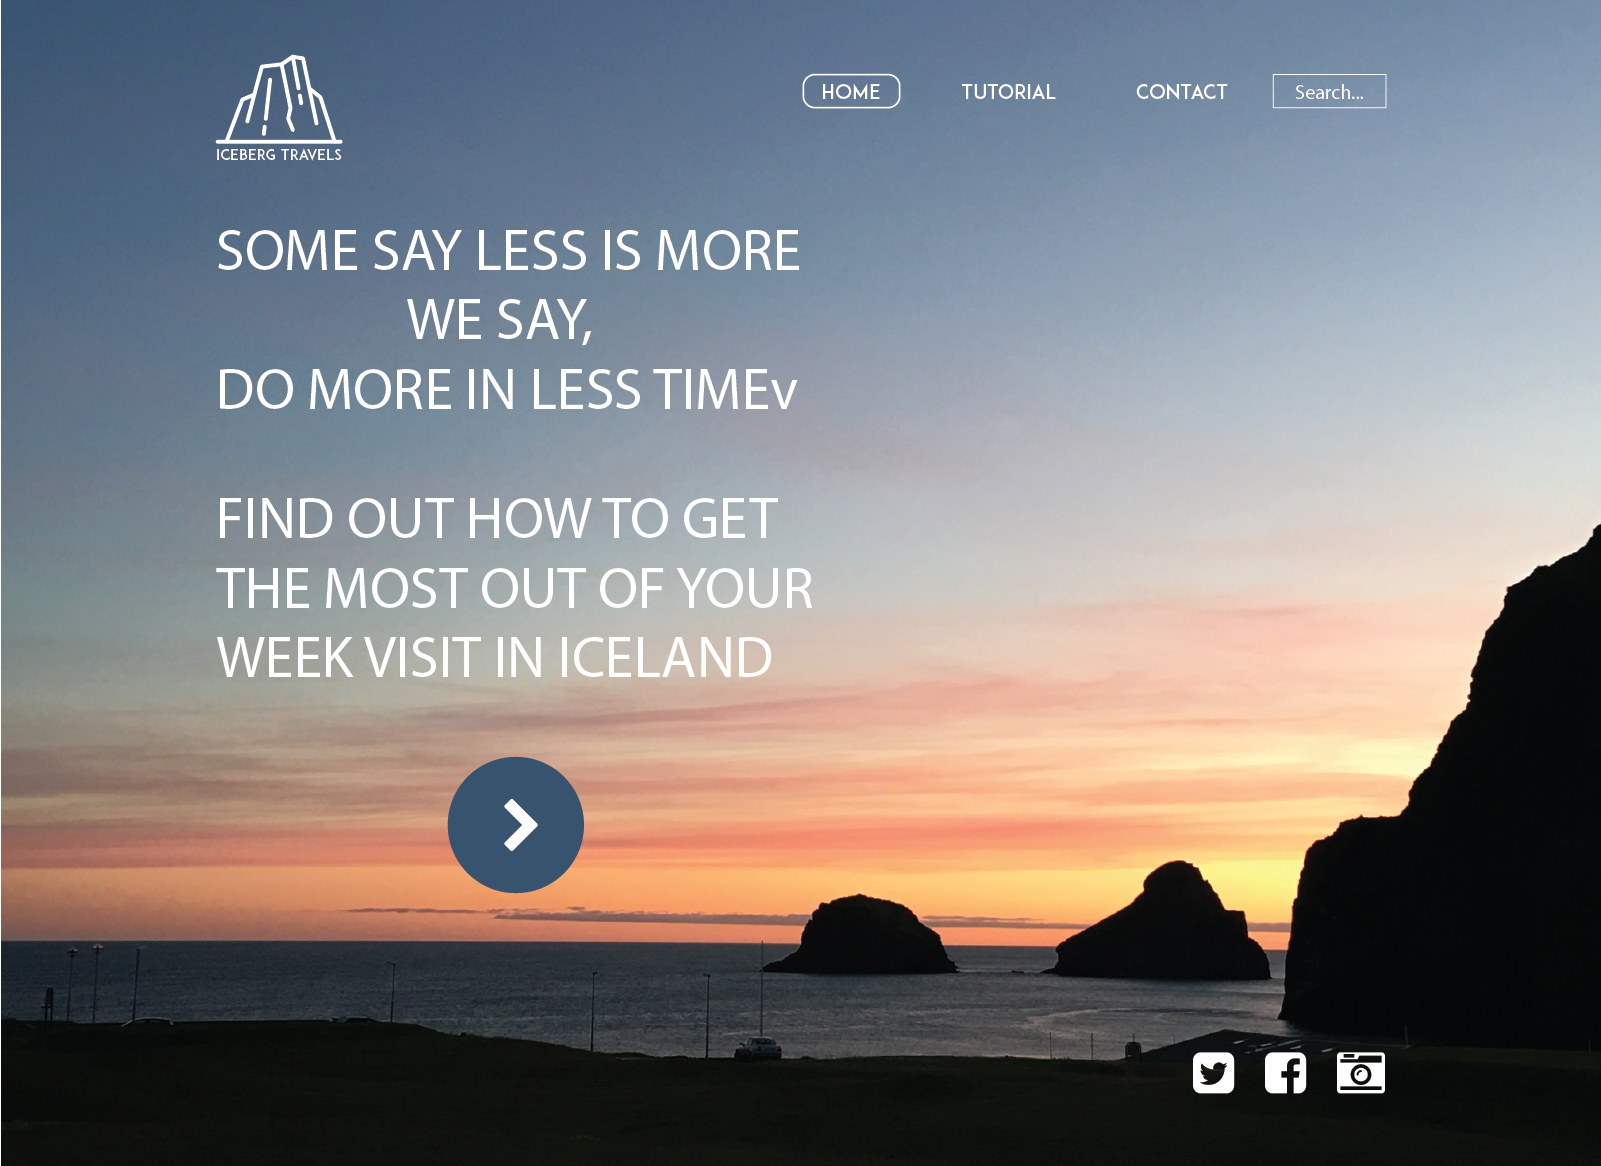 HOME TUTORIAL CONTACT Search...
ICEBERG TRAVELS
SOME SAY LESS IS MORE
WE SAY,
DO MORE IN LESS TIMEv
FIND OUT HOW TO GET
THE MOST OUT OF YOUR
WEEK VISIT IN ICELAND